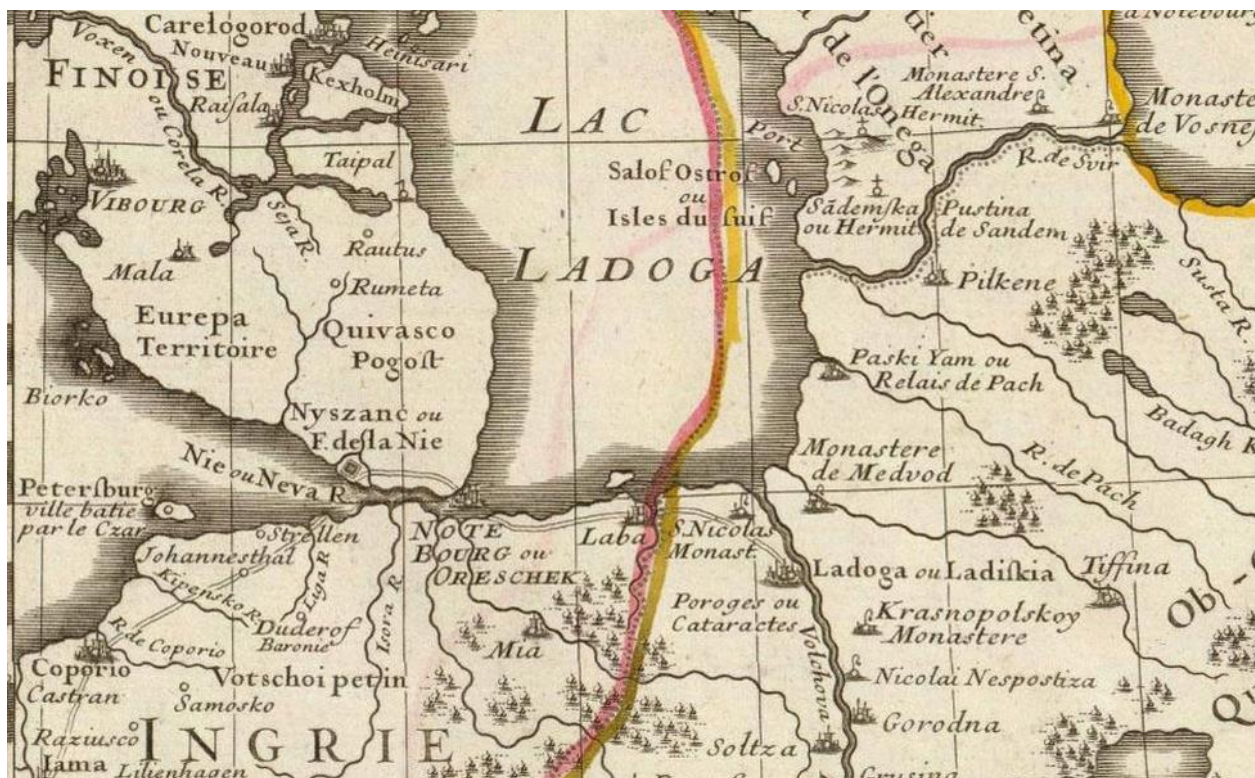 Carelogorod
Nouveau
Voxen
ou Corela R.
FINOISE
Raisala
Kexholm
Heinisari
Taipal
VIBOURG
Sesa R.
Mala
Rautus
Rumeta
Eurepa
Territoire
Quivasco
Pogost
Biorko
Nyszanc ou
F. de la Nie
Nie ou Neva R.
Petersburg
ville batie
par le Czar
Strellen
Johannesthal
Kipensko R.
Liga R.
Isora R.
Duderof
Baronie
R. de Coporio
Coporio
Castran
Votschoi petin
Samosko
Raziusco
INGRIE
Iama
Lilienhagen
NOTE
BOURG ou
ORESCHEK
Mia
LAC
LADOGA
Salof Ostrof
ou
Isles du suif
Port
S. Nicolas
de l'Onega
Monastere S.
Alexandre
Hermit.
Monaste
de Vosne
R. de Svir
Sādemska
ou Hermit
Pustina
de Sandem
Pilkene
Susta R.
Paski Yam ou
Relais de Pach
Badagh R
R. de Pach
Monastere
de Medvod
Laba
S. Nicolas
Monast.
Ladoga ou Ladiskia
Tiffina
Poroges ou
Cataractes
Volchova
Krasnopolskoy
Monastere
Nicolai Nespostiza
Gorodna
Soltza
Ob-